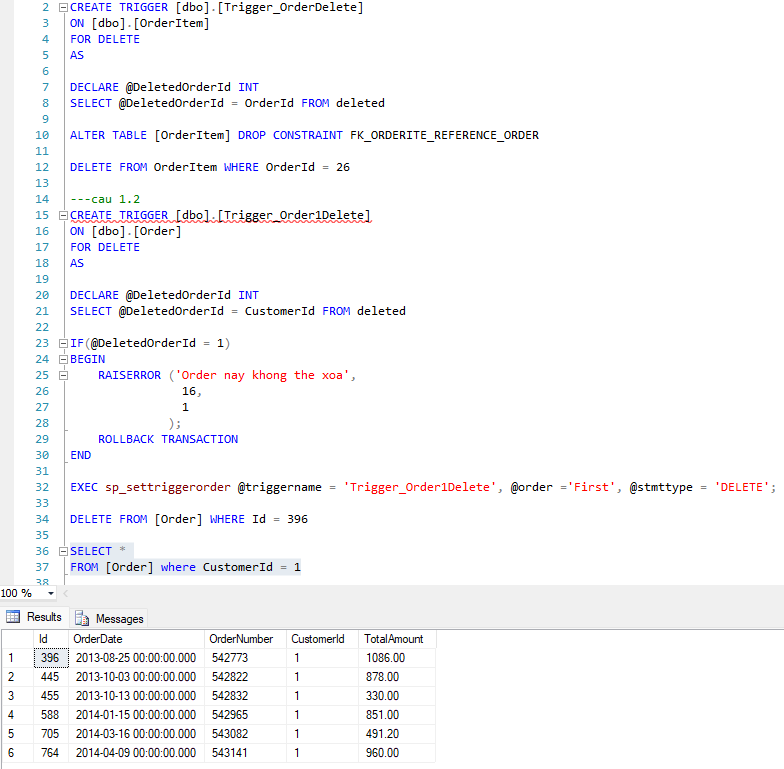 2 CREATE TRIGGER [dbo].[Trigger_OrderDelete]
3 ON [dbo].[OrderItem]
4 FOR DELETE
5 AS
6
7 DECLARE @DeletedOrderId INT
8 SELECT @DeletedOrderId = OrderId FROM deleted
9
10 ALTER TABLE [OrderItem] DROP CONSTRAINT FK_ORDERITE_REFERENCE_ORDER
11
12 DELETE FROM OrderItem WHERE OrderId = 26
13
14 ---cau 1.2
15 CREATE TRIGGER [dbo].[Trigger_Order1Delete]
16 ON [dbo].[Order]
17 FOR DELETE
18 AS
19
20 DECLARE @DeletedOrderId INT
21 SELECT @DeletedOrderId = CustomerId FROM deleted
22
23 IF(@DeletedOrderId = 1)
24 BEGIN
25 RAISERROR ('Order nay khong the xoa',
26 16,
27 1
28 );
29 ROLLBACK TRANSACTION
30 END
31
32 EXEC sp_settriggerorder @triggername = 'Trigger_Order1Delete', @order ='First', @stmttype = 'DELETE';
33
34 DELETE FROM [Order] WHERE Id = 396
35
36 SELECT *
37 FROM [Order] where CustomerId = 1
38
100 %
Results Messages
Id OrderDate OrderNumber CustomerId TotalAmount
1 396 2013-08-25 00:00:00.000 542773 1 1086.00
2 445 2013-10-03 00:00:00.000 542822 1 878.00
3 455 2013-10-13 00:00:00.000 542832 1 330.00
4 588 2014-01-15 00:00:00.000 542965 1 851.00
5 705 2014-03-16 00:00:00.000 543082 1 491.20
6 764 2014-04-09 00:00:00.000 543141 1 960.00